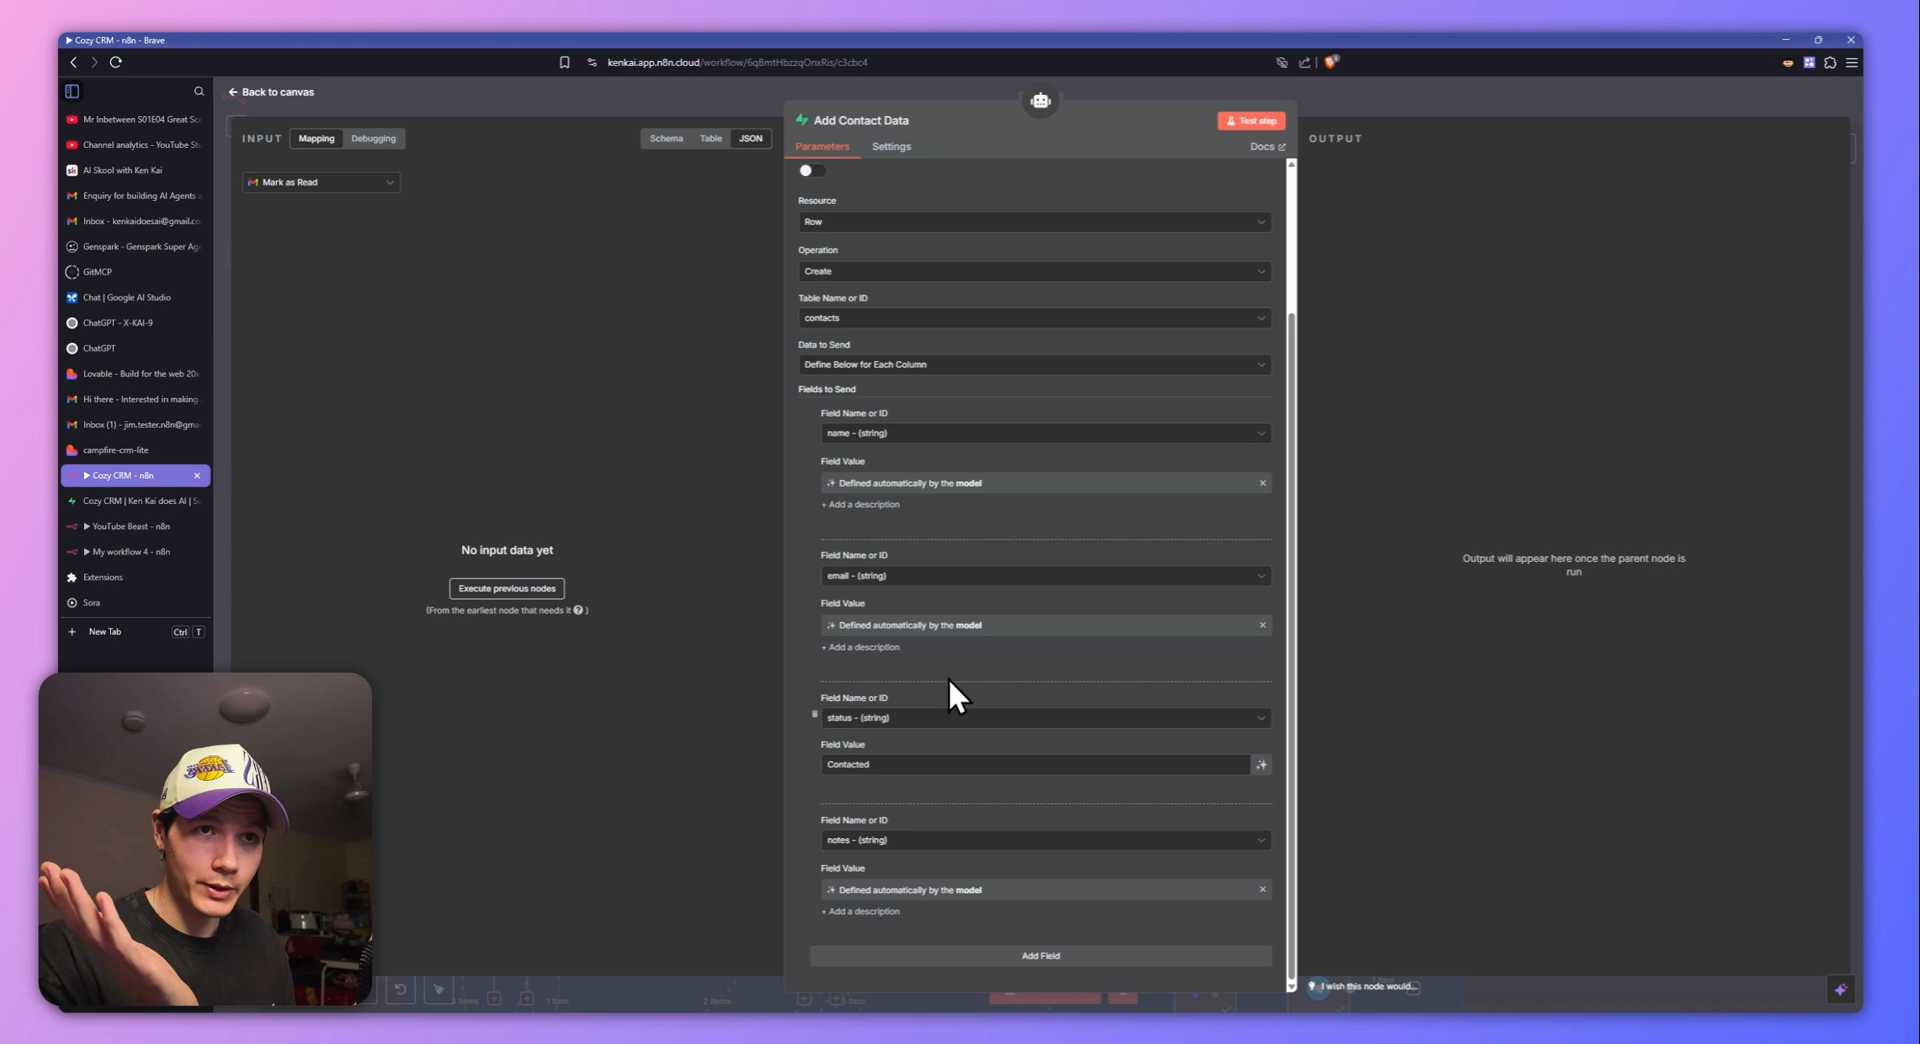 Cozy CRM - n8n - Brave
kenkai.app.n8n.cloud/workflow/6qBmtHbzzqOnxRis/c3cbc4
Mr Inbetween S01E04 Great Sc
Channel analytics - YouTube St
AI Skool with Ken Kai
Enquiry for building AI Agents
Inbox - kenkaidoesai@gmail.co
Genspark - Genspark Super Ag
GitMCP
Chat | Google AI Studio
ChatGPT - X-KAI-9
ChatGPT
Lovable - Build for the web 20x
Hi there - Interested in making
Inbox (1) - jim.tester.n8n@gma
campfire-crm-lite
Cozy CRM - n8n
Cozy CRM | Ken Kai does AI | S
YouTube Beast - n8n
My workflow 4 - n8n
Extensions
Sora
New Tab Ctrl T
Back to canvas
INPUT Mapping Debugging Schema Table JSON
Mark as Read
No input data yet
Execute previous nodes
(From the earliest node that needs it ? )
Add Contact Data Test step
Parameters Settings Docs
Resource
Row
Operation
Create
Table Name or ID
contacts
Data to Send
Define Below for Each Column
Fields to Send
Field Name or ID
name - (string)
Field Value
Defined automatically by the model
+ Add a description
Field Name or ID
email - (string)
Field Value
Defined automatically by the model
+ Add a description
Field Name or ID
status - (string)
Field Value
Contacted
Field Name or ID
notes - (string)
Field Value
Defined automatically by the model
+ Add a description
Add Field
OUTPUT
Output will appear here once the parent node is
run
1 item
2 items
I wish this node would...